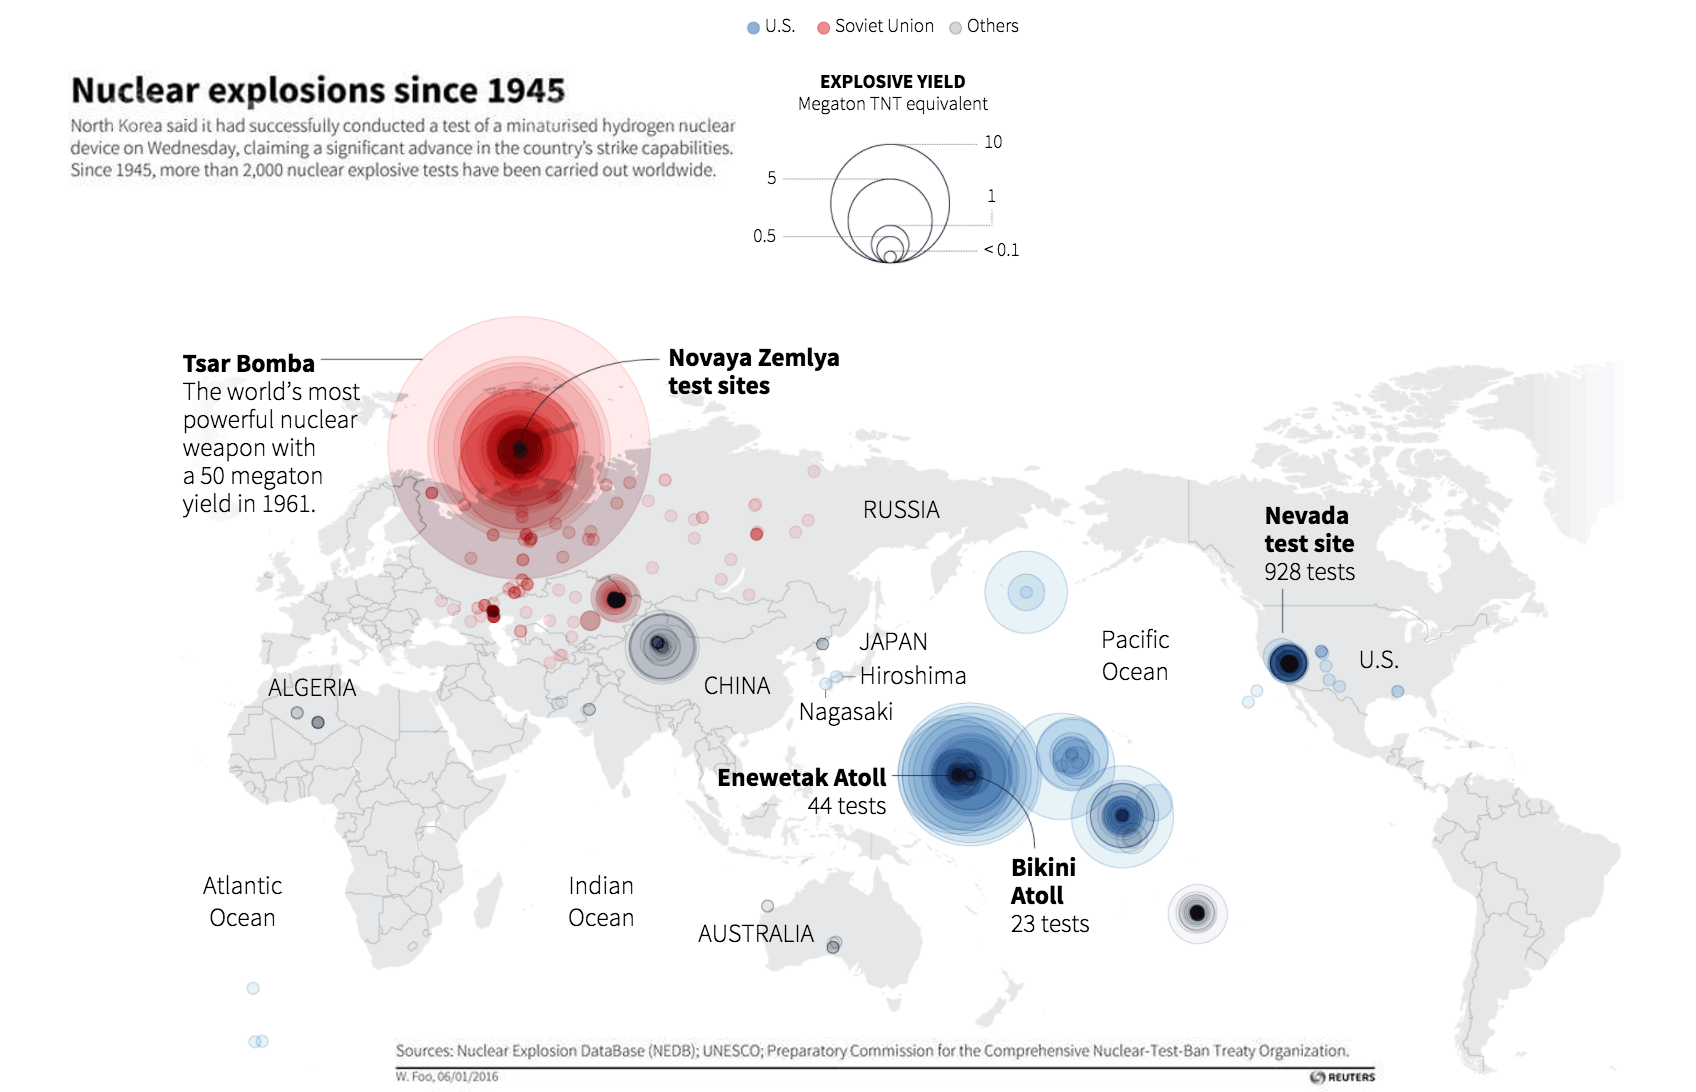 U.S.
Soviet Union
Others
Nuclear explosions since 1945
North Korea said it had successfully conducted a test of a minaturised hydrogen nuclear
device on Wednesday, claiming a significant advance in the country's strike capabilities.
Since 1945, more than 2,000 nuclear explosive tests have been carried out worldwide.
EXPLOSIVE YIELD
Megaton TNT equivalent
10
5
1
0.5
< 0.1
Tsar Bomba
The world's most
powerful nuclear
weapon with
a 50 megaton
yield in 1961.
Novaya Zemlya
test sites
RUSSIA
Nevada
test site
928 tests
JAPAN
Hiroshima
Nagasaki
CHINA
Pacific
Ocean
U.S.
ALGERIA
Enewetak Atoll
44 tests
Bikini
Atoll
23 tests
Atlantic
Ocean
Indian
Ocean
AUSTRALIA
Sources: Nuclear Explosion DataBase (NEDB); UNESCO; Preparatory Commission for the Comprehensive Nuclear-Test-Ban Treaty Organization.
W. Foo, 06/01/2016
REUTERS